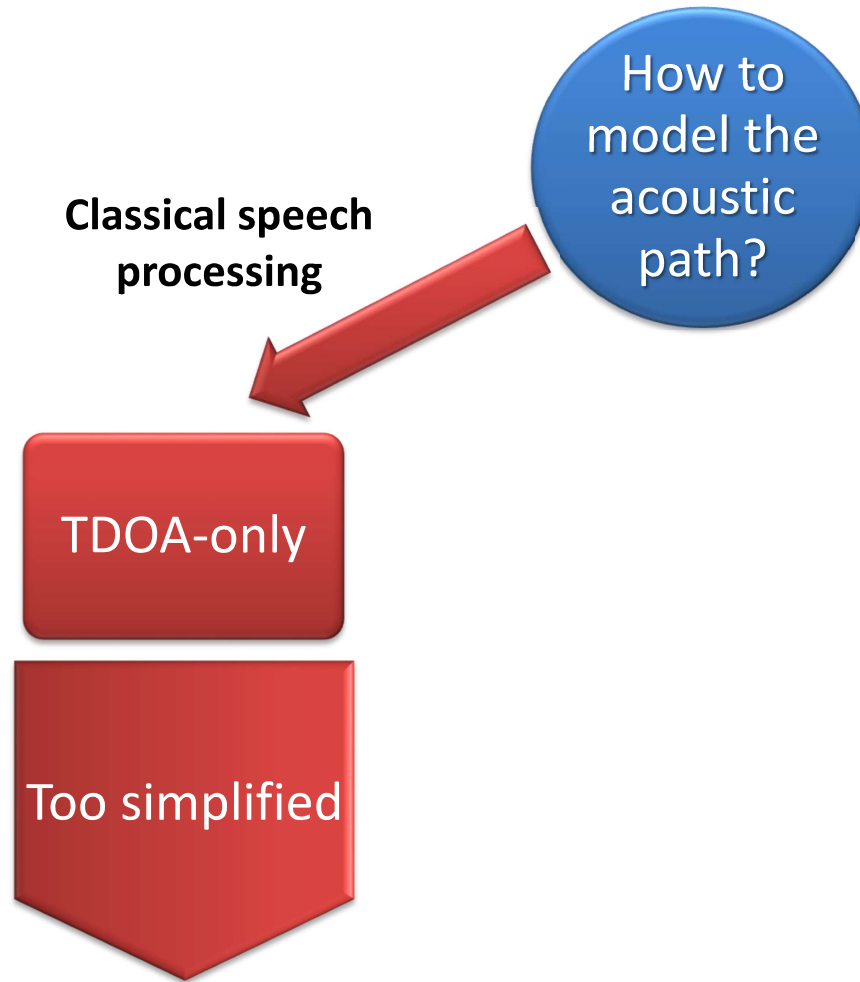 How to
model the
acoustic
path?
Classical speech
processing
TDOA-only
Too simplified